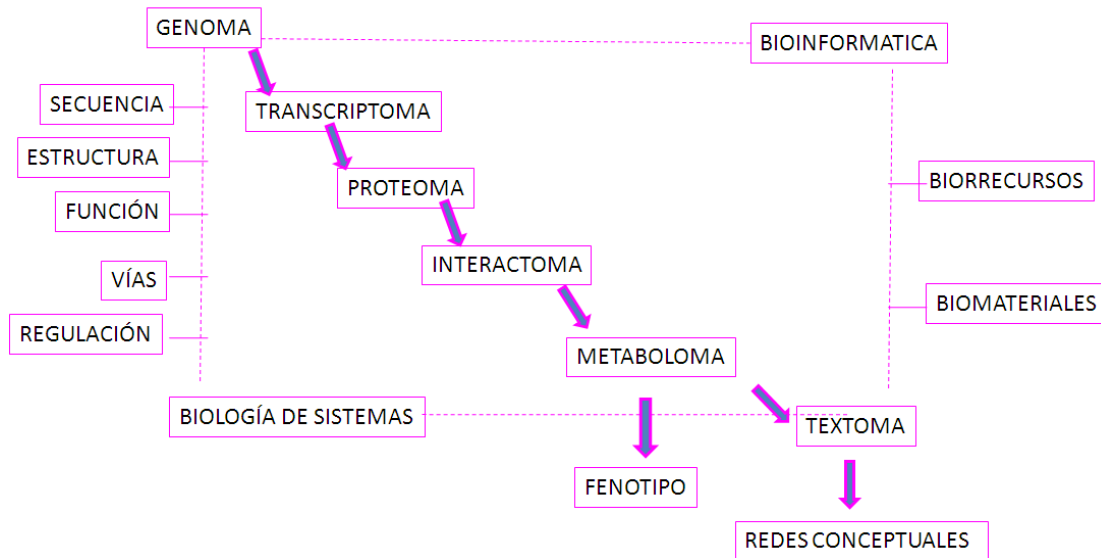 GENOMA
BIOINFORMATICA
SECUENCIA
TRANSCRIPTOMA
ESTRUCTURA
PROTEOMA
BIORRECURSOS
FUNCIÓN
INTERACTOMA
VÍAS
BIOMATERIALES
REGULACIÓN
METABOLOMA
BIOLOGÍA DE SISTEMAS
TEXTOMA
FENOTIPO
REDES CONCEPTUALES